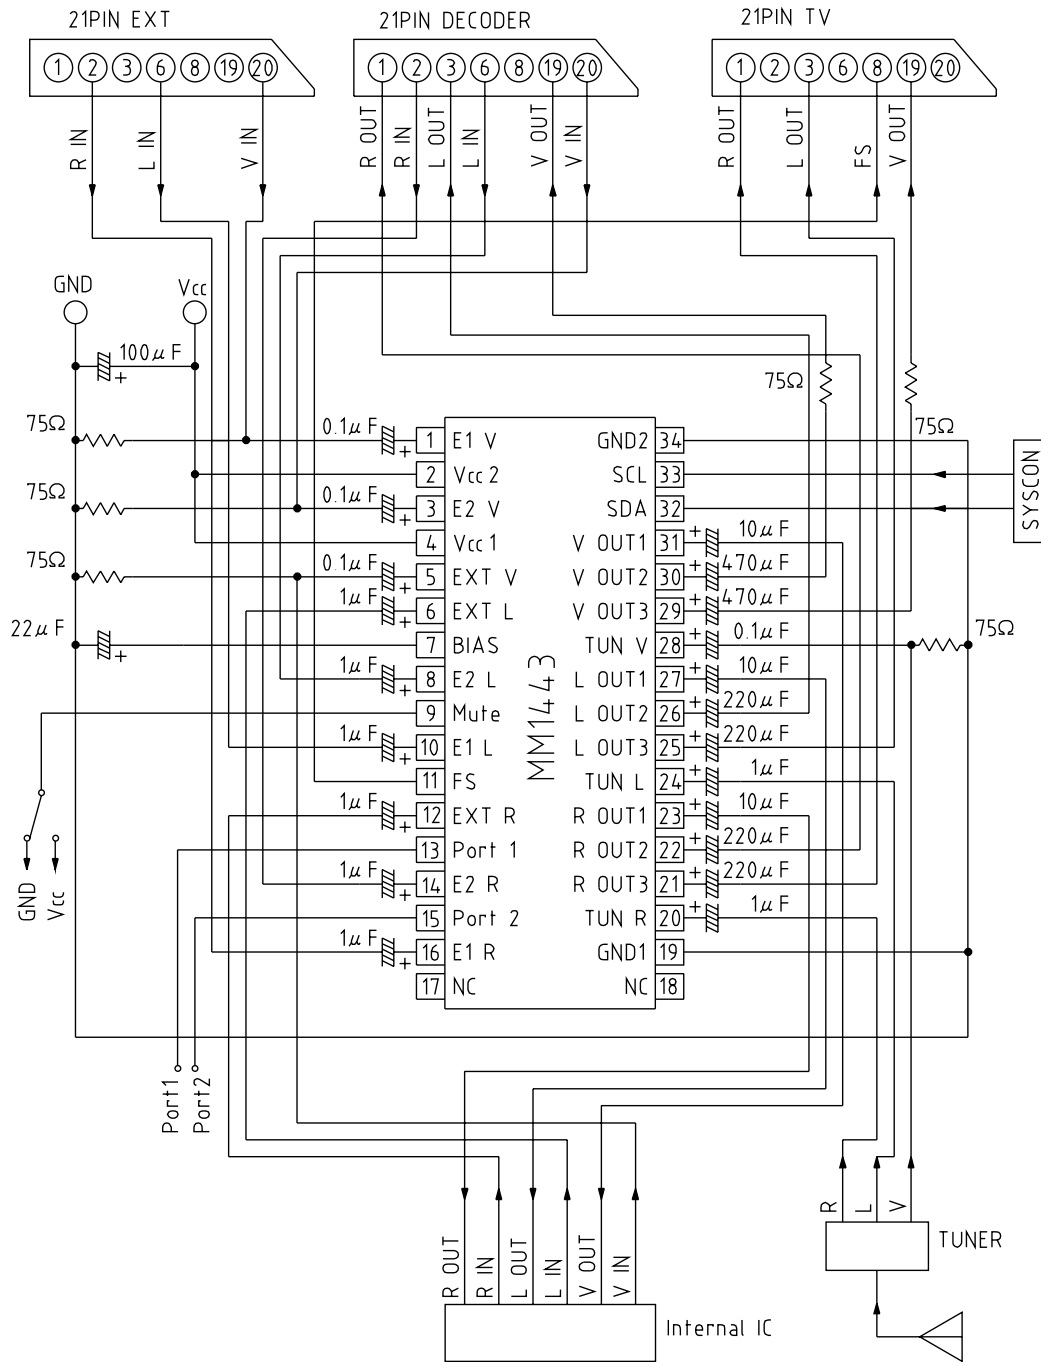 21PIN EXT
21PIN DECODER
21PIN TV
1 2 3 6 8 19 20
1 2 3 6 8 19 20
1 2 3 6 8 19 20
R IN
L IN
V IN
R OUT
R IN
L OUT
L IN
V OUT
V IN
R OUT
L OUT
FS
V OUT
GND
Vcc
100μF
+
75Ω
75Ω
75Ω
75Ω
75Ω
22μF
+
75Ω
SYSCON
0.1μF + 1 E1 V
2 Vcc2
0.1μF + 3 E2 V
4 Vcc1
0.1μF + 5 EXT V
1μF + 6 EXT L
7 BIAS
1μF + 8 E2 L
9 Mute
1μF + 10 E1 L
11 FS
1μF + 12 EXT R
13 Port 1
1μF + 14 E2 R
15 Port 2
1μF + 16 E1 R
17 NC
MM1443
GND2 34
SCL 33
SDA 32
V OUT1 31 + 10μF
V OUT2 30 + 470μF
V OUT3 29 + 470μF
TUN V 28 + 0.1μF
L OUT1 27 + 10μF
L OUT2 26 + 220μF
L OUT3 25 + 220μF
TUN L 24 + 1μF
R OUT1 23 + 10μF
R OUT2 22 + 220μF
R OUT3 21 + 220μF
TUN R 20 + 1μF
GND1 19
NC 18
GND
Vcc
Port1
Port2
R OUT
R IN
L OUT
L IN
V OUT
V IN
Internal IC
R
L
V
TUNER